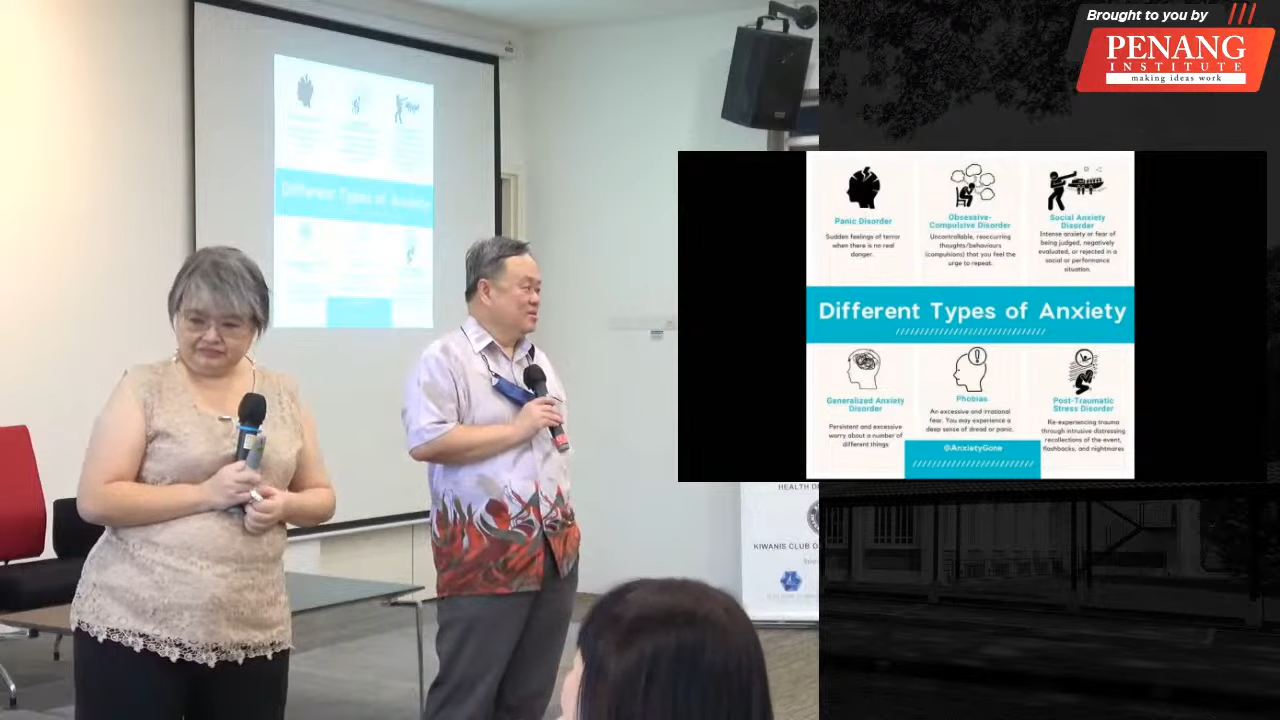 Brought to you by
PENANG
INSTITUTE
making ideas work
Panic Disorder
Sudden feelings of terror
when there is no real
danger.
Obsessive-
Compulsive Disorder
Uncontrollable, reoccurring
thoughts/behaviours
(compulsions) that you feel the
urge to repeat.
Social Anxiety
Disorder
Intense anxiety or fear of
being judged, negatively
evaluated, or rejected in a
social or performance
situation.
Different Types of Anxiety
Generalized Anxiety
Disorder
Persistent and excessive
worry about a number of
different things
Phobias
An excessive and irrational
fear. You may experience a
deep sense of dread or panic.
Post-Traumatic
Stress Disorder
Re-experiencing trauma
through intrusive distressing
recollections of the event,
flashbacks, and nightmares
@AnxietyGone
Different Types of Anxiety
HEALTH
KIWANIS CLUB